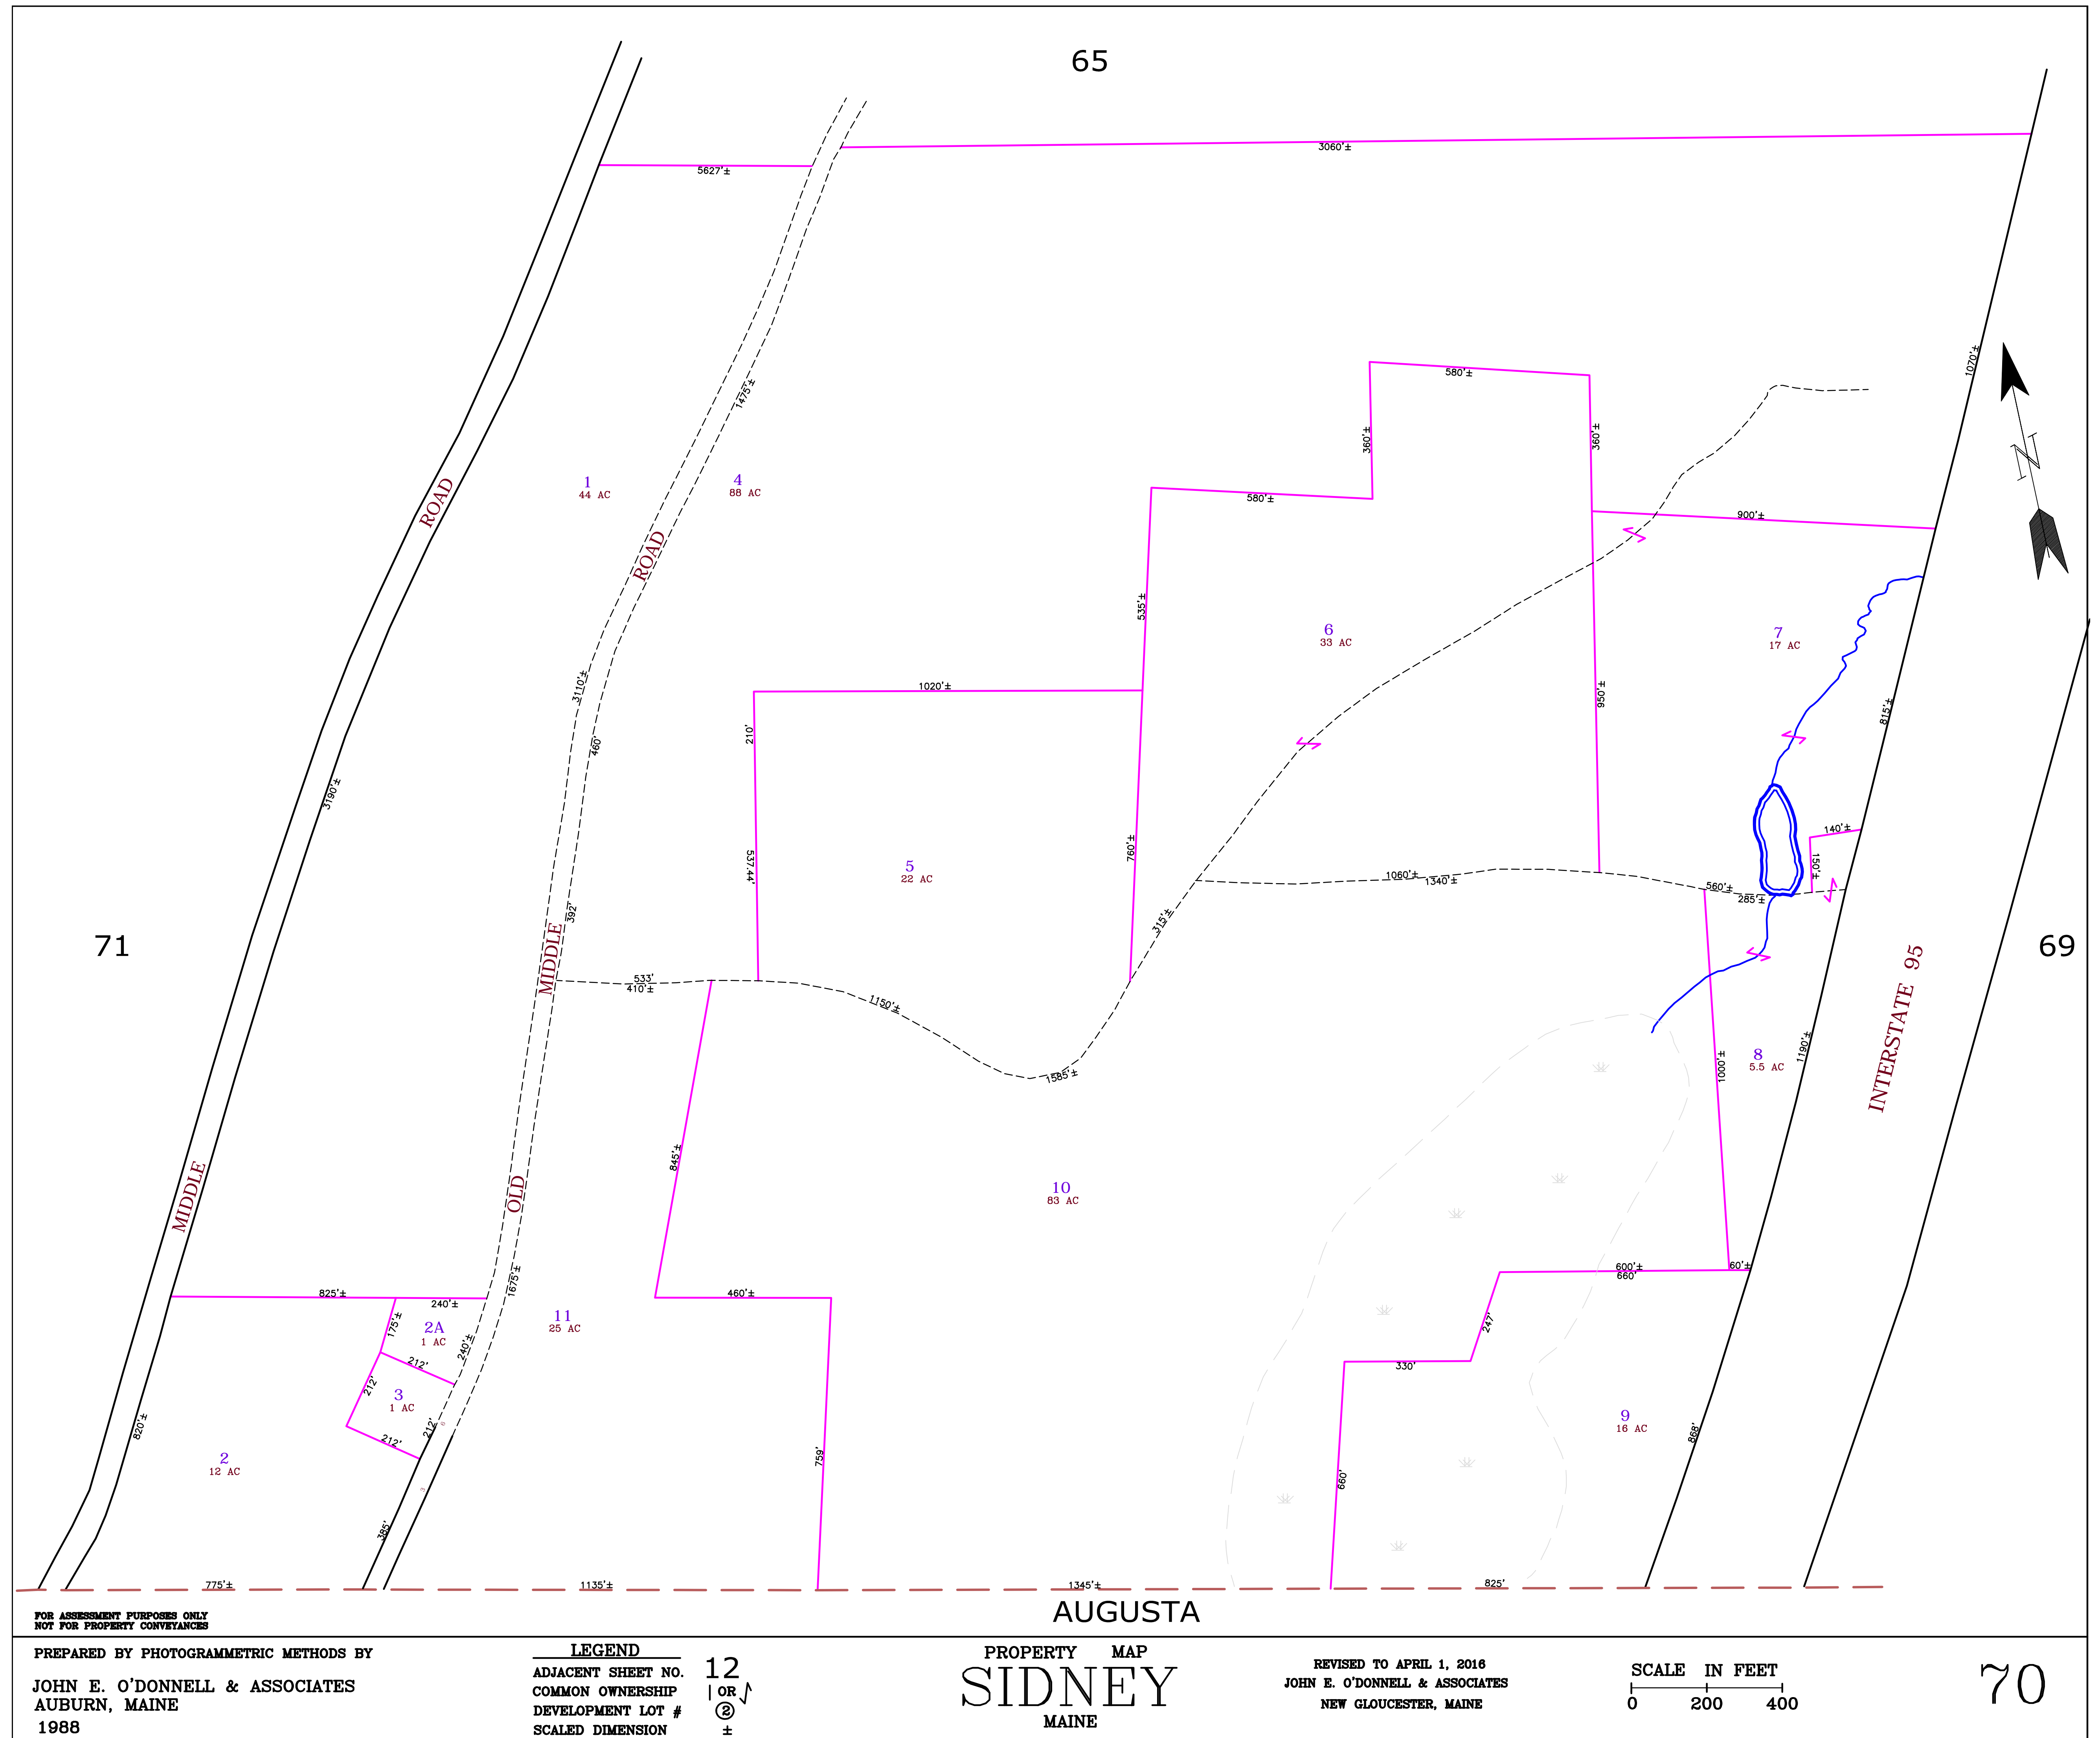 65
5627'±
3060'±
1070'±
580'±
360'±
360'±
1475'±
1
44 AC
4
88 AC
ROAD
580'±
900'±
N
ROAD
535'±
6
33 AC
7
17 AC
3110'±
1020'±
950'±
815'±
210'
460'
3190'±
140'±
760'±
537.44'
5
22 AC
150'±
1060'±
1340'±
560'±
285'±
392'
315'±
71
69
MIDDLE
533'
410'±
1150'±
INTERSTATE 95
1585'±
1190'±
1000'±
8
5.5 AC
845'±
MIDDLE
OLD
10
83 AC
1675'±
600'±
660'
60'±
825'±
240'±
460'±
175'±
2A
1 AC
240'±
11
25 AC
247'
212'
330'
212'
3
1 AC
212'
212'
820'±
9
16 AC
868'
2
12 AC
759'
660'
385'
775'±
1135'±
1345'±
825'
AUGUSTA
FOR ASSESSMENT PURPOSES ONLY
NOT FOR PROPERTY CONVEYANCES
PREPARED BY PHOTOGRAMMETRIC METHODS BY
JOHN E. O'DONNELL & ASSOCIATES
AUBURN, MAINE
1988
LEGEND
ADJACENT SHEET NO. 12
COMMON OWNERSHIP | OR
DEVELOPMENT LOT # 2
SCALED DIMENSION ±
PROPERTY MAP
SIDNEY
MAINE
REVISED TO APRIL 1, 2016
JOHN E. O'DONNELL & ASSOCIATES
NEW GLOUCESTER, MAINE
SCALE IN FEET
0 200 400
70